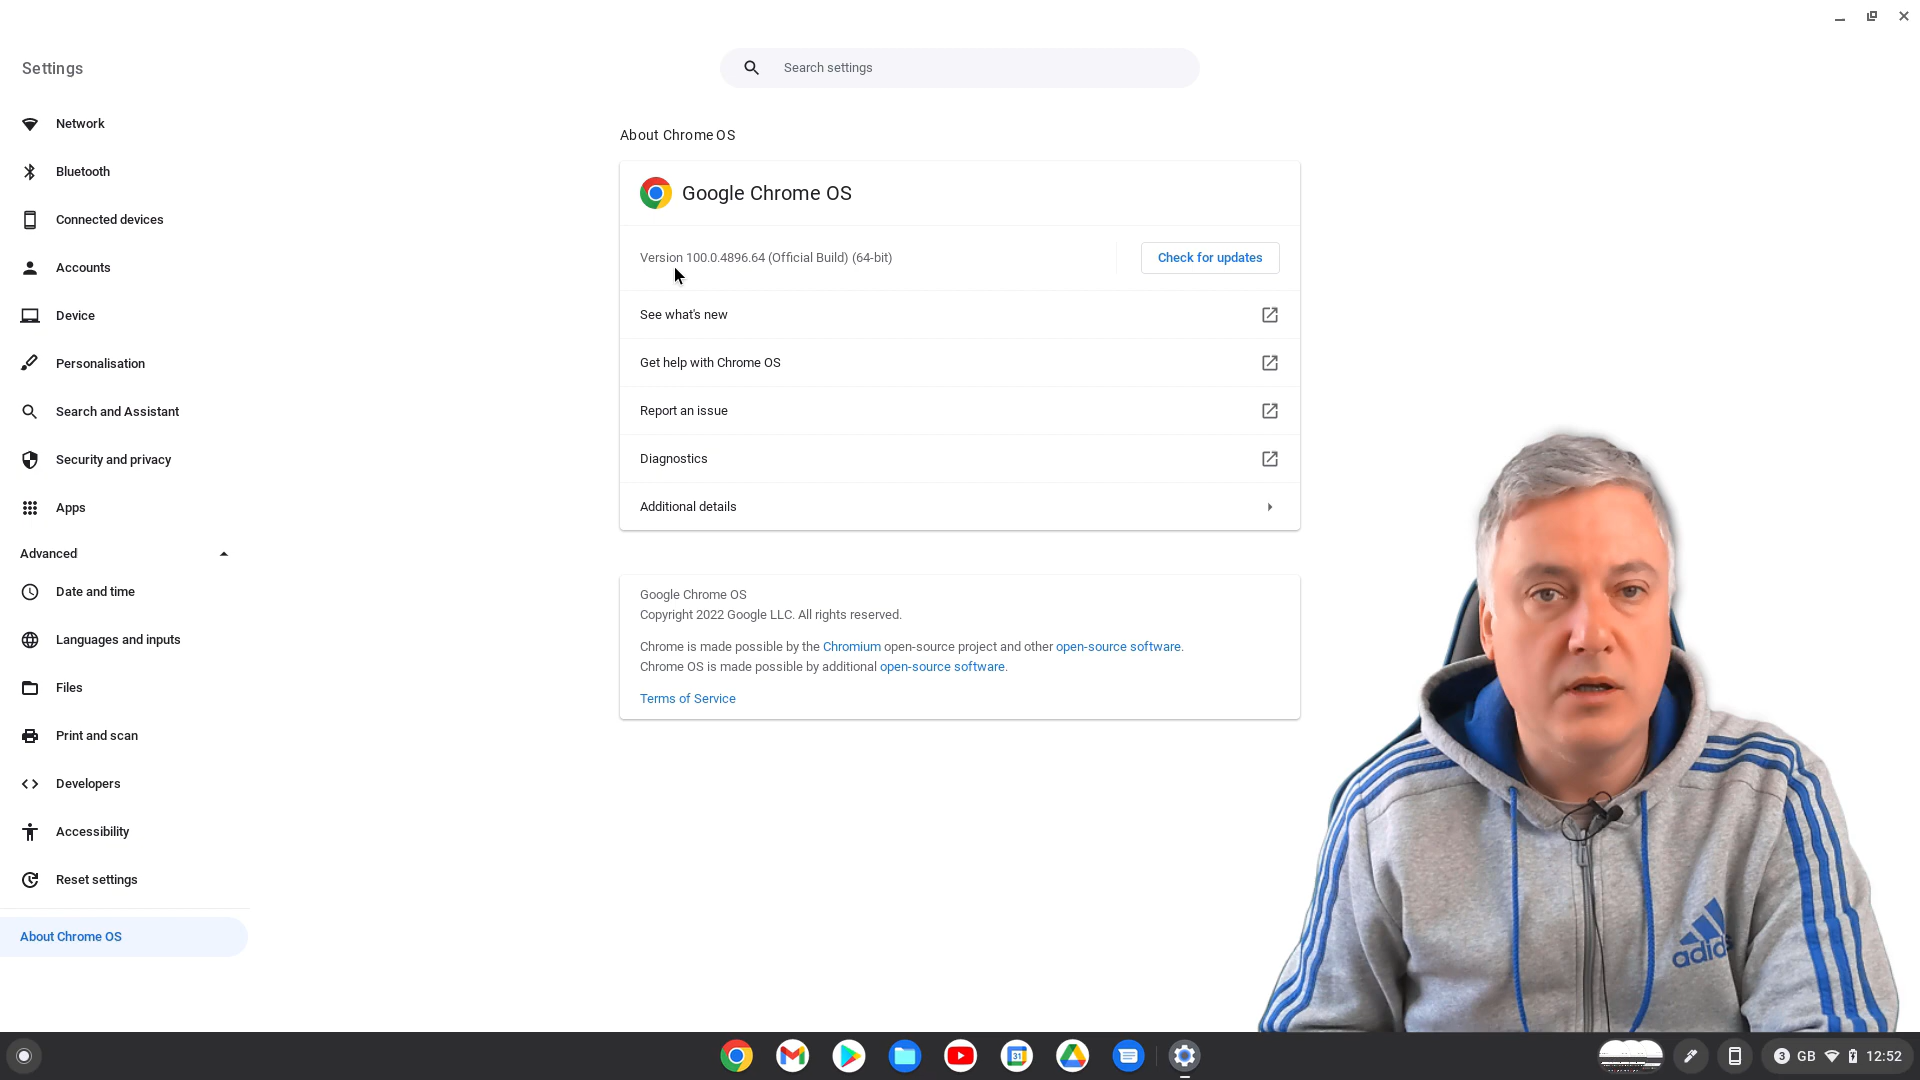 Settings
Search settings
Network
Bluetooth
Connected devices
Accounts
Device
Personalisation
Search and Assistant
Security and privacy
Apps
Advanced
Date and time
Languages and inputs
Files
Print and scan
Developers
Accessibility
Reset settings
About Chrome OS
About Chrome OS
Google Chrome OS
Version 100.0.4896.64 (Official Build) (64-bit)
Check for updates
See what's new
Get help with Chrome OS
Report an issue
Diagnostics
Additional details
Google Chrome OS
Copyright 2022 Google LLC. All rights reserved.
Chrome is made possible by the Chromium open-source project and other open-source software.
Chrome OS is made possible by additional open-source software.
Terms of Service
adidas
31
3 GB 12:52